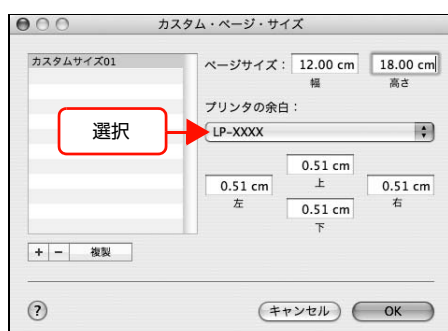 カスタム・ページ・サイズ
カスタムサイズ01
ページサイズ： 12.00 cm 18.00 cm
幅 高さ
プリンタの余白：
選択
LP-XXXX
0.51 cm
上
0.51 cm 0.51 cm
左 右
0.51 cm
下
+ − 複製
? キャンセル OK